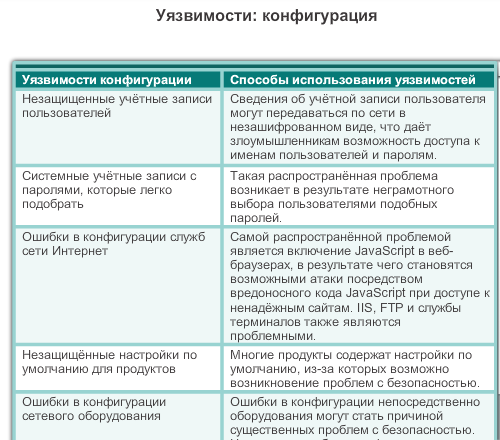 Уязвимости: конфигурация
Уязвимости конфигурации
Способы использования уязвимостей
Незащищенные учётные записи
пользователей
Сведения об учётной записи пользователя
могут передаваться по сети в
незашифрованном виде, что даёт
злоумышленникам возможность доступа к
именам пользователей и паролям.
Системные учётные записи с
паролями, которые легко
подобрать
Такая распространённая проблема
возникает в результате неграмотного
выбора пользователями подобных
паролей.
Ошибки в конфигурации служб
сети Интернет
Самой распространённой проблемой
является включение JavaScript в веб-
браузерах, в результате чего становятся
возможными атаки посредством
вредоносного кода JavaScript при доступе к
ненадёжным сайтам. IIS, FTP и службы
терминалов также являются
проблемными.
Незащищённые настройки по
умолчанию для продуктов
Многие продукты содержат настройки по
умолчанию, из-за которых возможно
возникновение проблем с безопасностью.
Ошибки в конфигурации
сетевого оборудования
Ошибки в конфигурации непосредственно
оборудования могут стать причиной
существенных проблем с безопасностью.